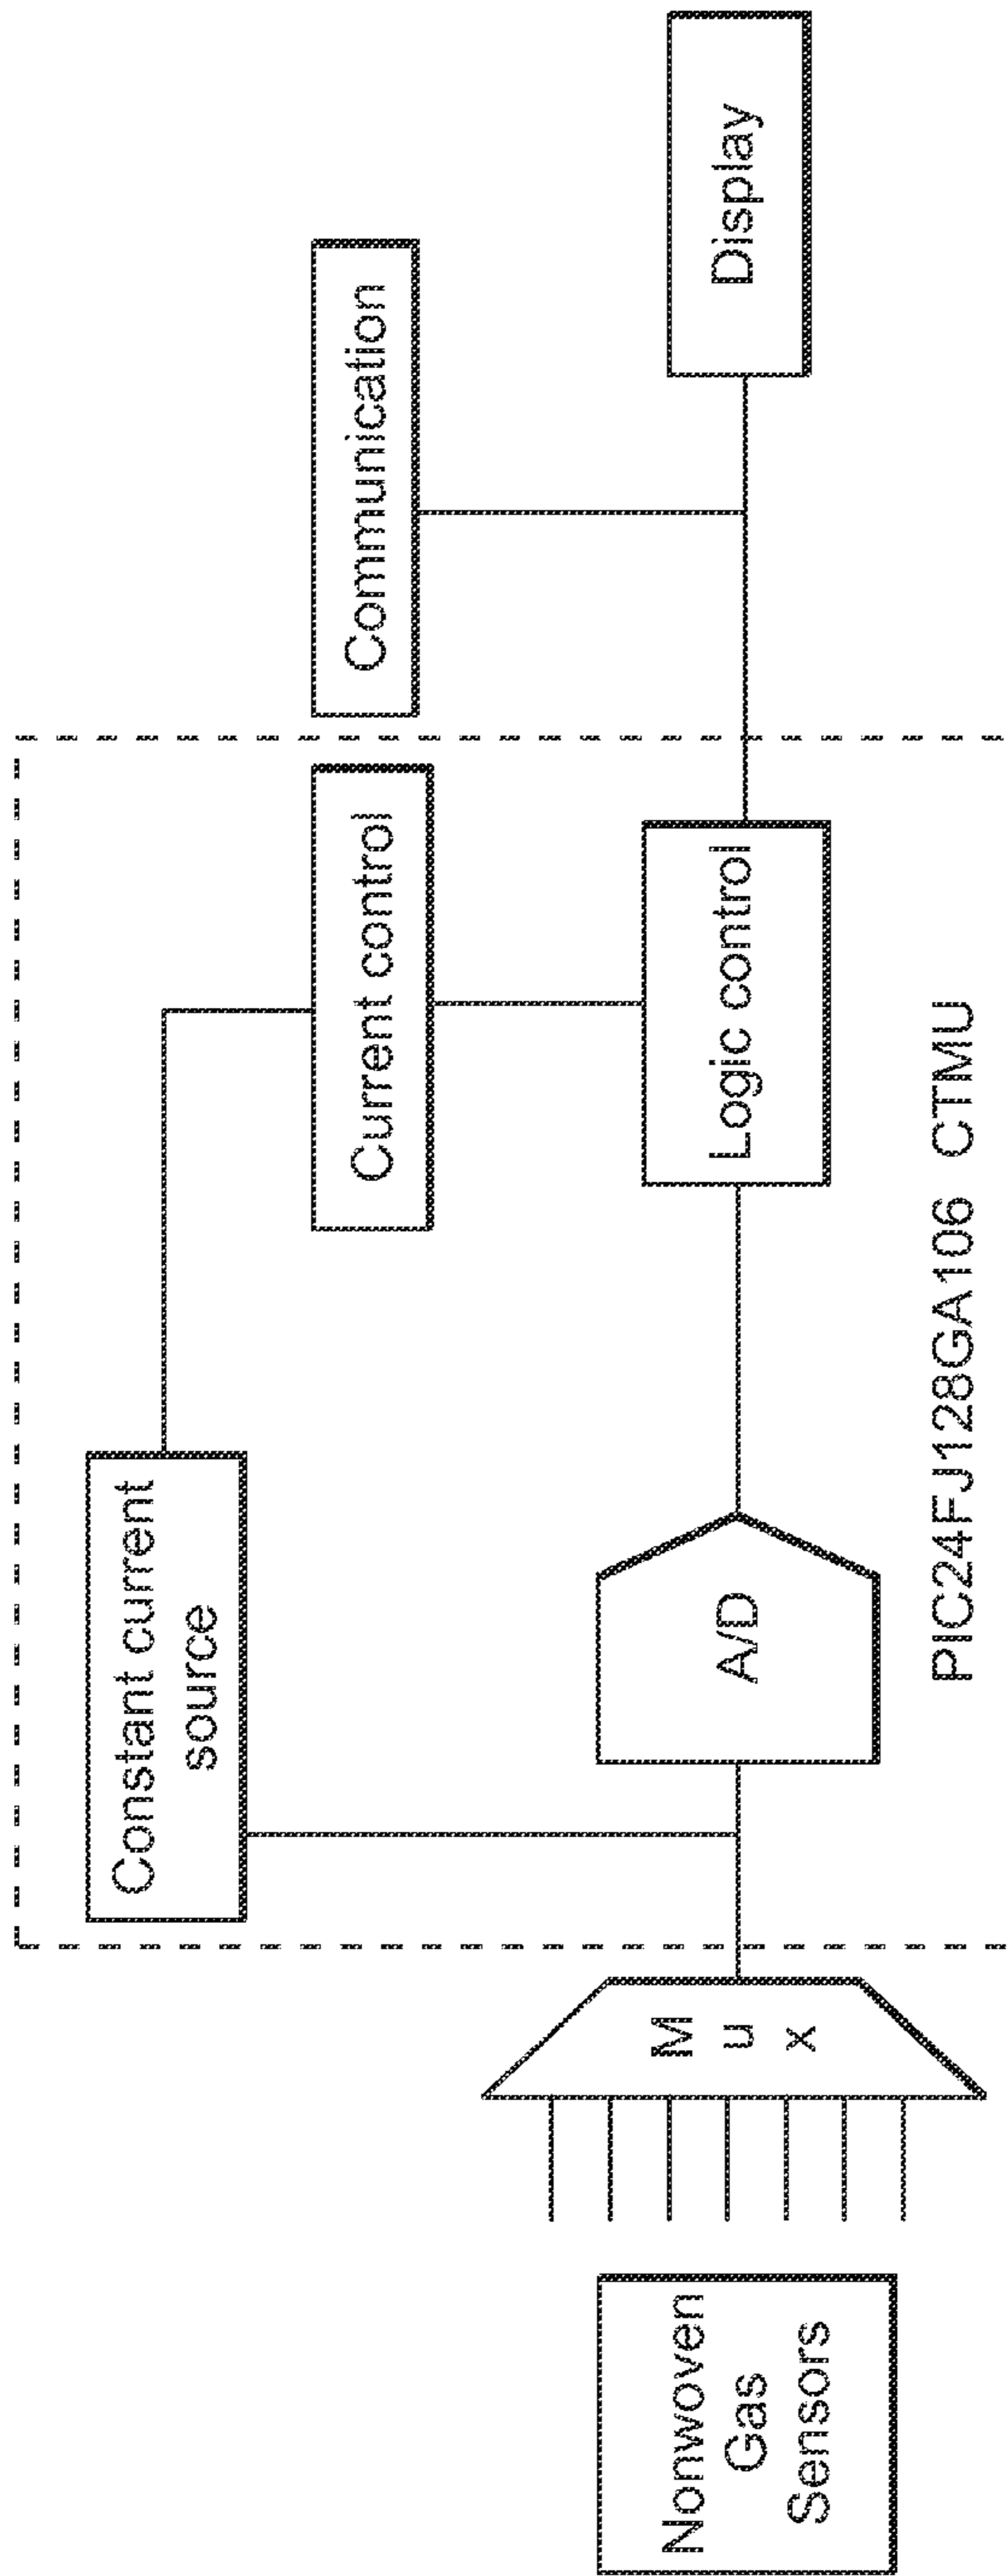 Nonwoven
Gas
Sensors
M
u
x
Constant current
source
A/D
Current control
Logic control
PIC24FJ128GA106 CTMU
Communication
Display